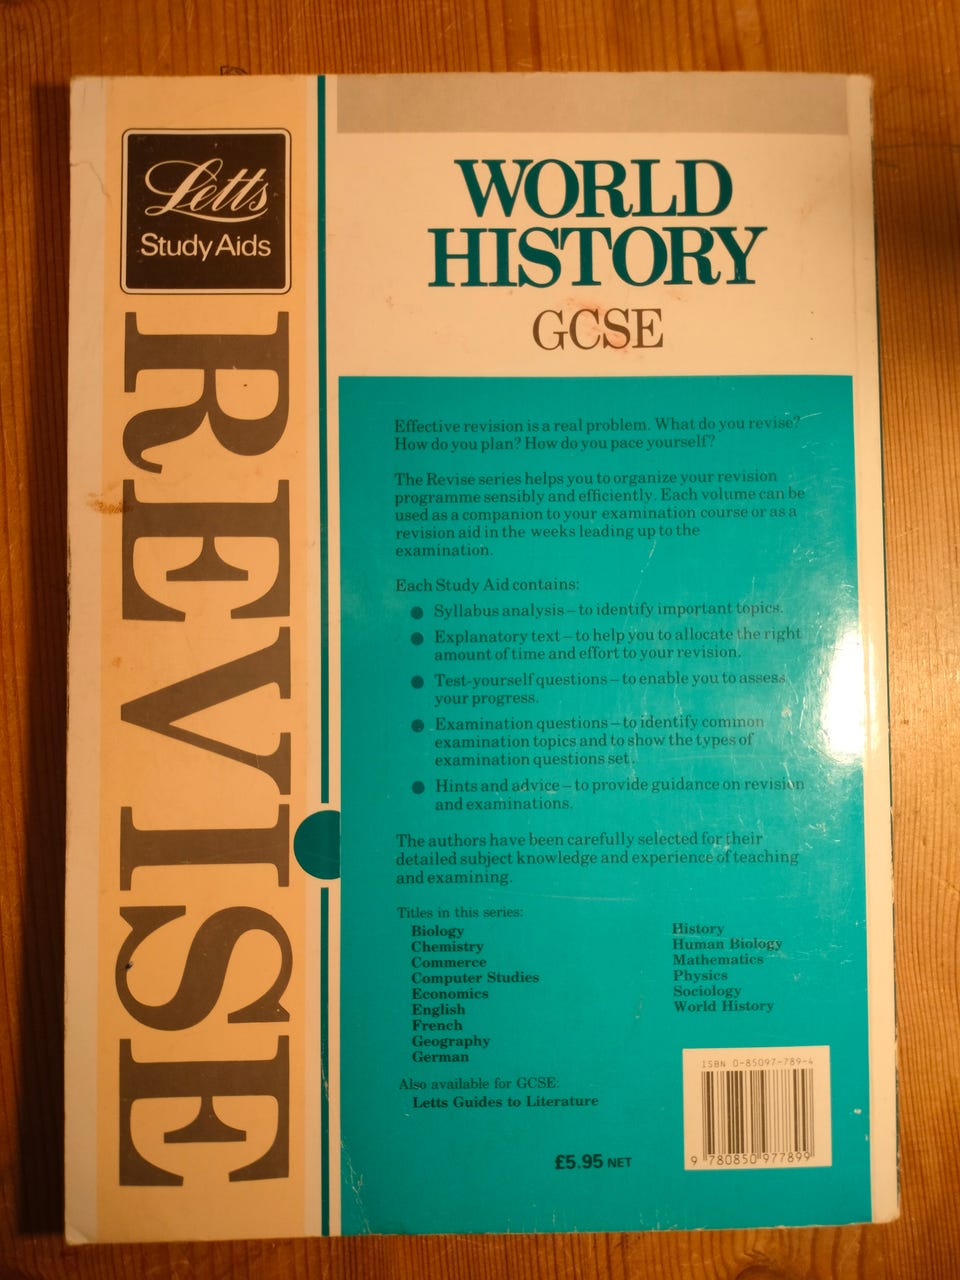 Letts
Study Aids
REVISE
WORLD
HISTORY
GCSE
Effective revision is a real problem. What do you revise?
How do you plan? How do you pace yourself?
The Revise series helps you to organize your revision
programme sensibly and efficiently. Each volume can be
used as a companion to your examination course or as a
revision aid in the weeks leading up to the
examination.
Each Study Aid contains:
● Syllabus analysis – to identify important topics.
● Explanatory text – to help you to allocate the right
amount of time and effort to your revision.
● Test-yourself questions – to enable you to assess
your progress.
● Examination questions – to identify common
examination topics and to show the types of
examination questions set.
● Hints and advice – to provide guidance on revision
and examinations.
The authors have been carefully selected for their
detailed subject knowledge and experience of teaching
and examining.
Titles in this series:
Biology
Chemistry
Commerce
Computer Studies
Economics
English
French
Geography
German
History
Human Biology
Mathematics
Physics
Sociology
World History
Also available for GCSE:
Letts Guides to Literature
£5.95 NET
ISBN 0-85097-789-4
9 780850 977899